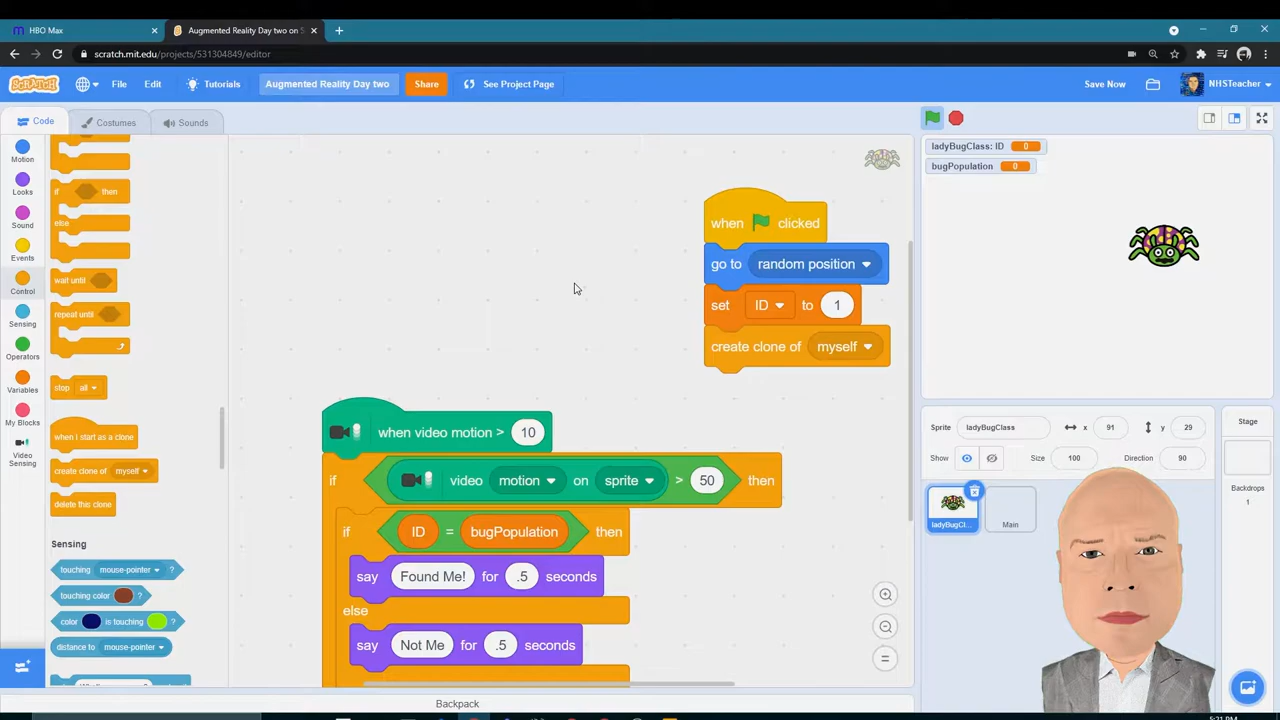 HBO Max
Augmented Reality Day two on S
scratch.mit.edu/projects/531304849/editor
SCRATCH
File
Edit
Tutorials
Augmented Reality Day two
Share
See Project Page
Save Now
NHSTeacher
Code
Costumes
Sounds
Motion
Looks
Sound
Events
Control
Sensing
Operators
Variables
My Blocks
Video
Sensing
if then
else
wait until
repeat until
stop all
when I start as a clone
create clone of myself
delete this clone
Sensing
touching mouse-pointer ?
touching color ?
color is touching ?
distance to mouse-pointer
when clicked
go to random position
set ID to 1
create clone of myself
when video motion > 10
if video motion on sprite > 50 then
if ID = bugPopulation then
say Found Me! for .5 seconds
else
say Not Me for .5 seconds
ladyBugClass: ID 0
bugPopulation 0
Sprite ladyBugClass x 91 y 29
Show Size 100 Direction 90
ladyBugCl...
Main
Stage
Backdrops
1
Backpack